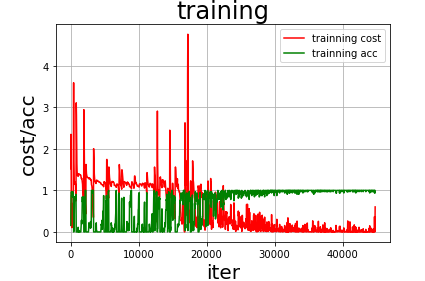 training
cost/acc
4
3
2
1
0
trainning cost
trainning acc
0
10000
20000
30000
40000
iter